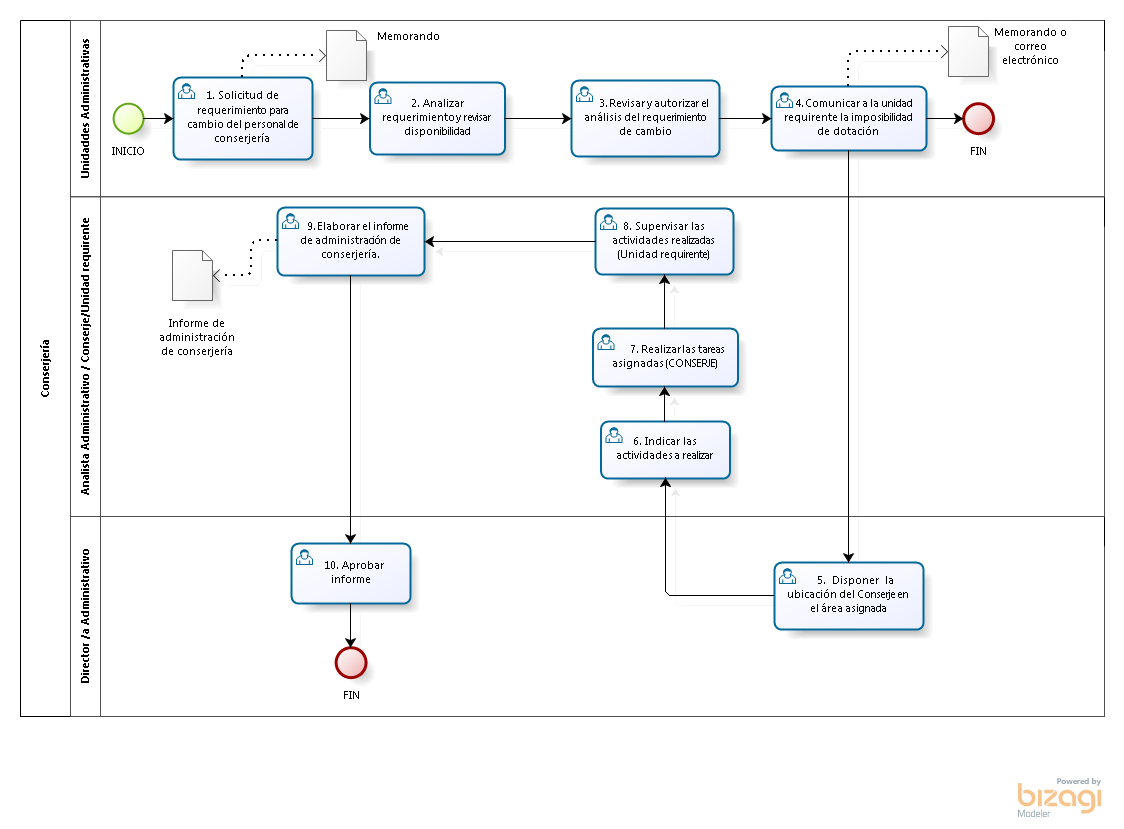 Conserjería
Unidaddes Administrativas
INICIO
1. Solicitud de
requerimiento para
cambio del personal de
conserjería
Memorando
2. Analizar
requerimiento y revisar
disponibilidad
3. Revisar y autorizar el
análisis del requerimiento
de cambio
4. Comunicar a la unidad
requirente la imposibilidad
de dotación
Memorando o
correo
electrónico
FIN
Analista Administrativo / Conserje/Unidad requirente
9. Elaborar el informe
de administración de
conserjería.
Informe de
administración
de conserjería
8. Supervisar las
actividades realizadas
(Unidad requirente)
7. Realizar las tareas
asignadas (CONSERJE)
6. Indicar las
actividades a realizar
Director /a Administrativo
10. Aprobar
informe
FIN
5. Disponer la
ubicación del Conserje en
el área asignada
Powered by
bizagi
Modeler